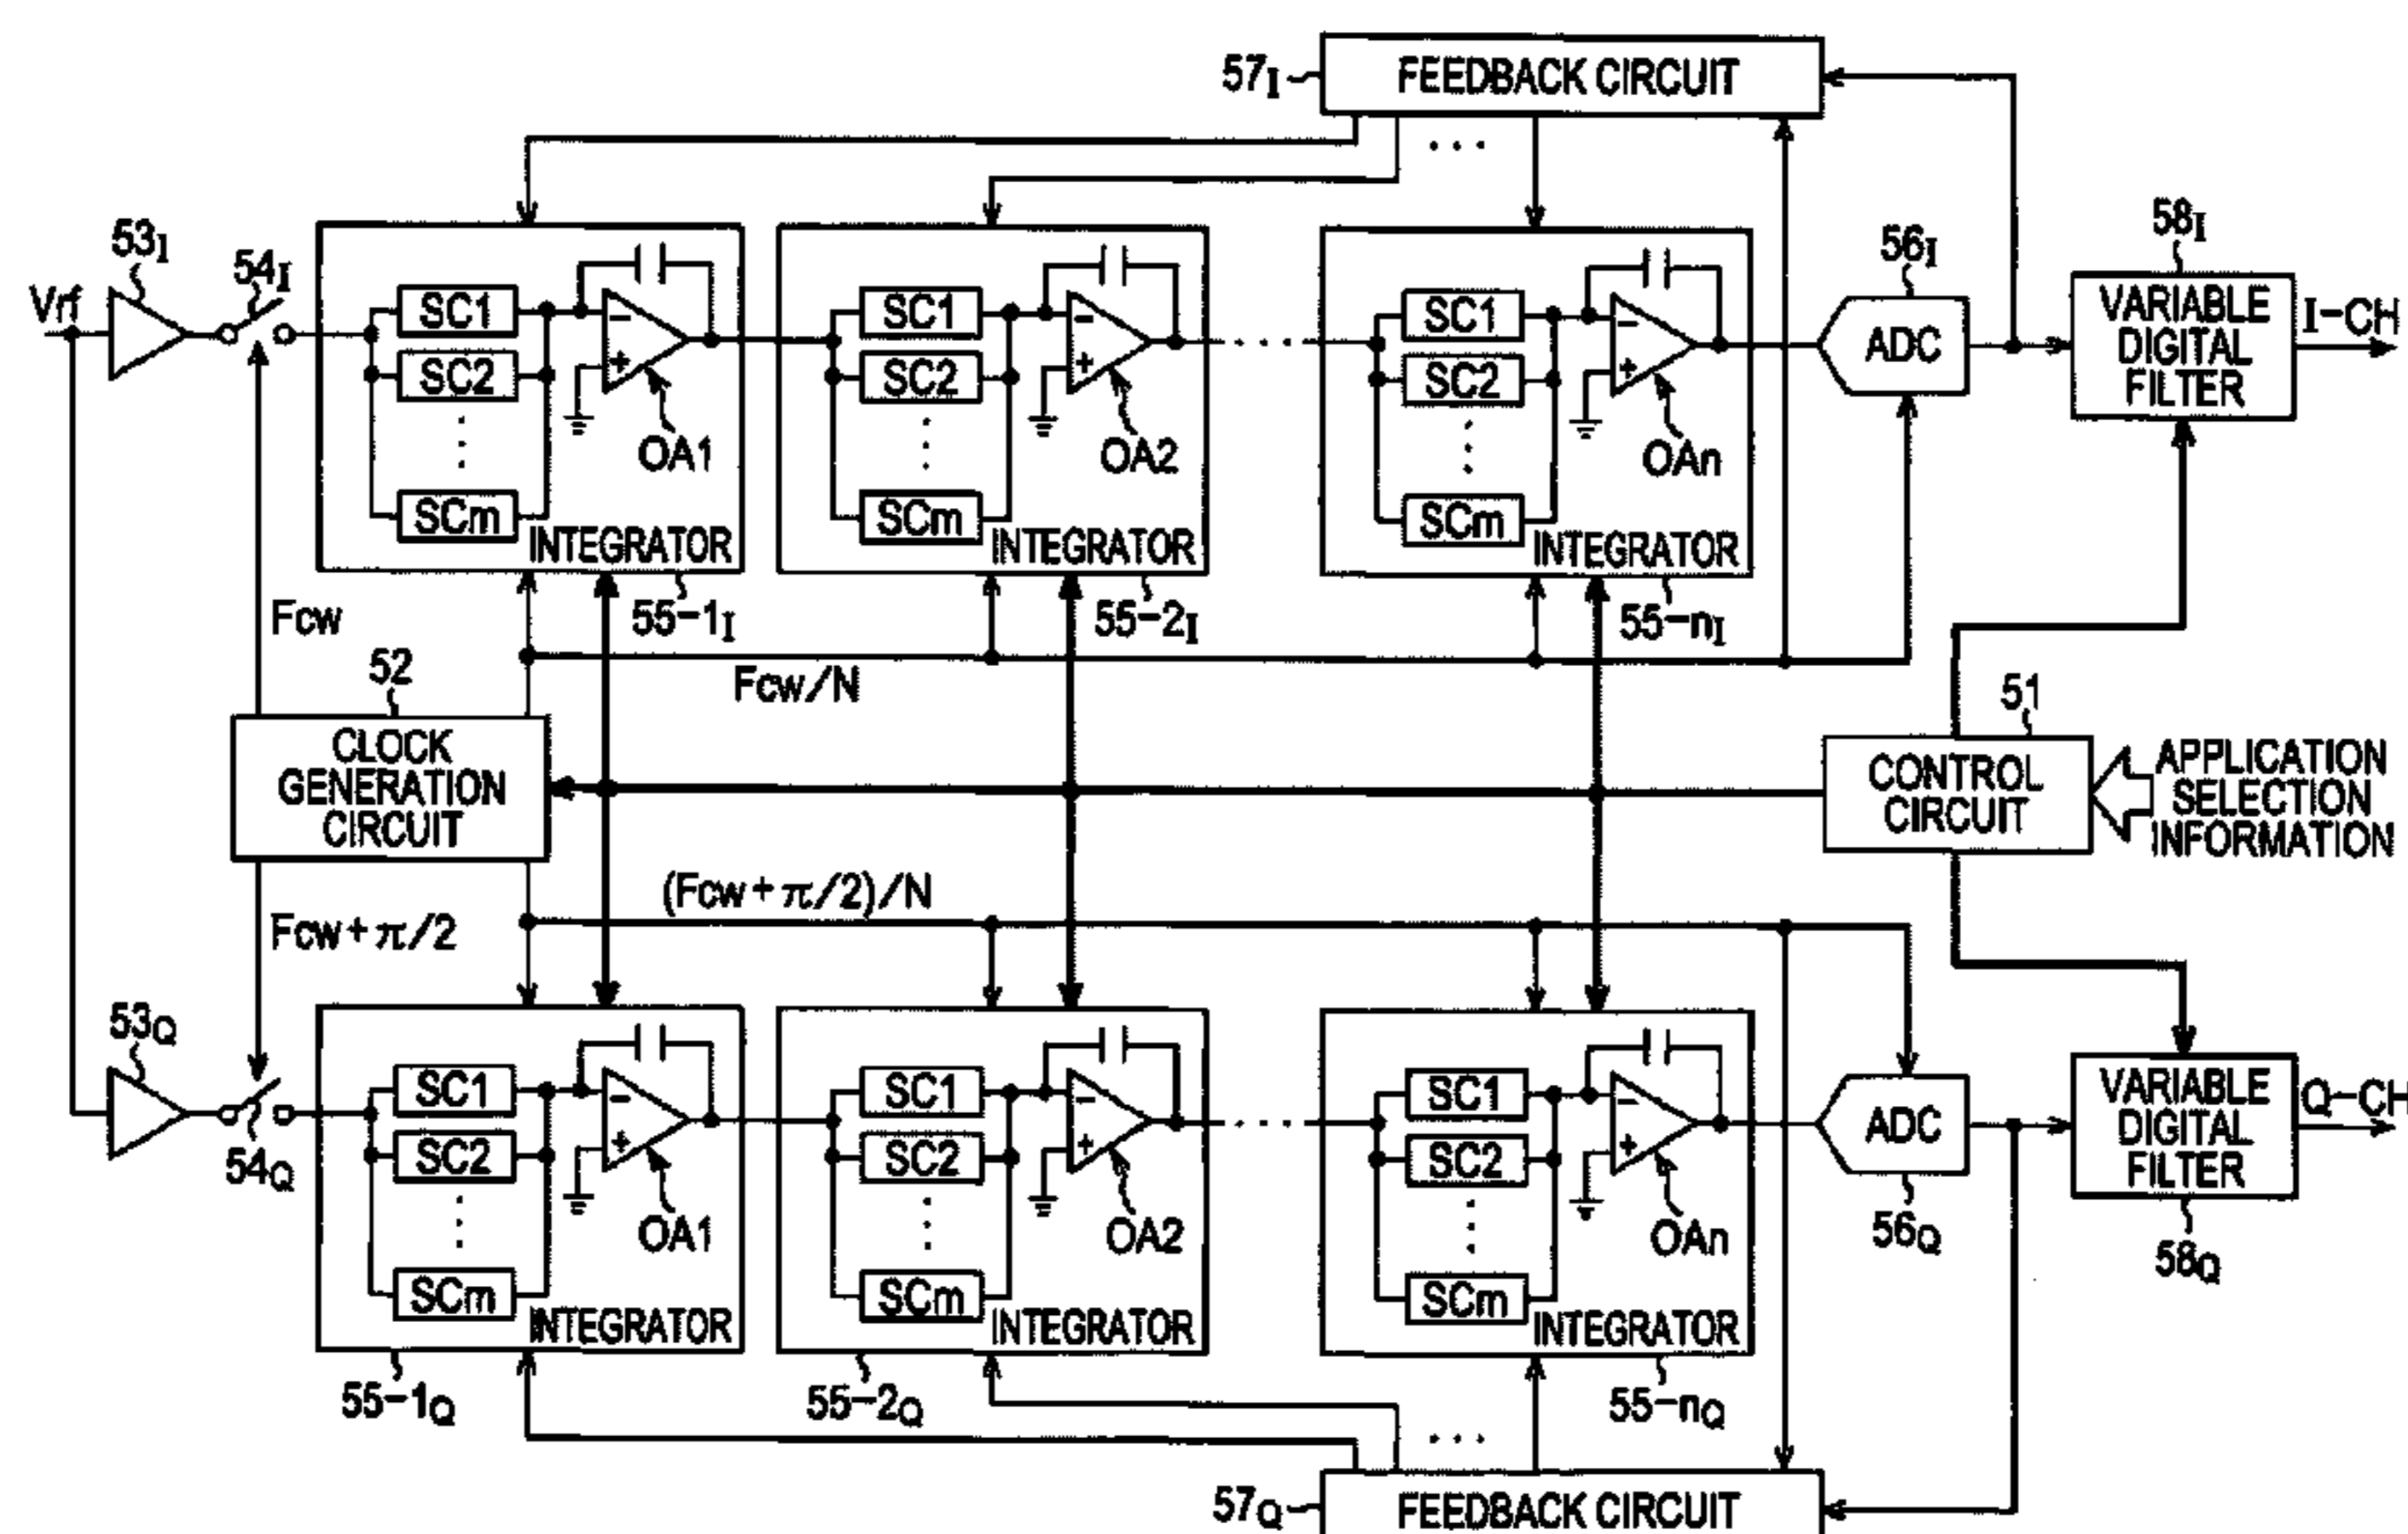 57I
FEEDBACK CIRCUIT
. . .
Vrf
53I
54I
SC1
SC2
SCm
−
+
OA1
INTEGRATOR
55-1I
SC1
SC2
SCm
−
+
OA2
INTEGRATOR
55-2I
. . . . .
SC1
SC2
SCm
−
+
OAn
INTEGRATOR
55-nI
56I
ADC
58I
VARIABLE
DIGITAL
FILTER
I-CH
Fcw
Fcw/N
52
CLOCK
GENERATION
CIRCUIT
51
CONTROL
CIRCUIT
APPLICATION
SELECTION
INFORMATION
Fcw+π/2
(Fcw+π/2)/N
53Q
54Q
SC1
SC2
SCm
−
+
OA1
INTEGRATOR
55-1Q
SC1
SC2
SCm
−
+
OA2
INTEGRATOR
55-2Q
. . . . .
SC1
SC2
SCm
−
+
OAn
INTEGRATOR
55-nQ
ADC
56Q
VARIABLE
DIGITAL
FILTER
58Q
Q-CH
. . .
57Q
FEEDBACK CIRCUIT